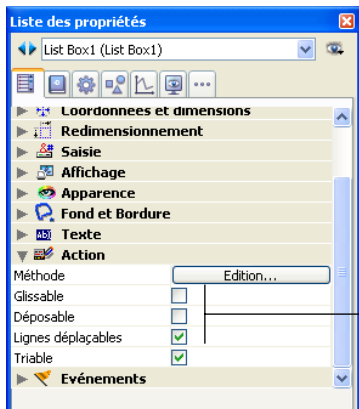 Liste des propriétés
List Box1 (List Box1)
Coordonnées et dimensions
Redimensionnement
Saisie
Affichage
Apparence
Fond et Bordure
Texte
Action
Méthode Edition...
Glissable
Déposable
Lignes déplaçables
Triable
Evénements